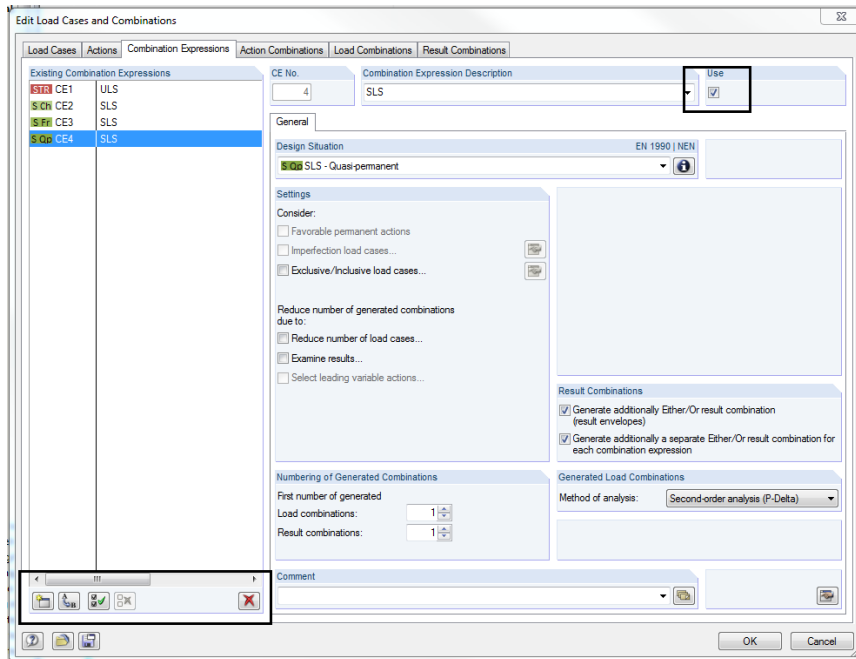 Edit Load Cases and Combinations
Load Cases Actions Combination Expressions Action Combinations Load Combinations Result Combinations
Existing Combination Expressions
STR CE1 ULS
S Ch CE2 SLS
S Fr CE3 SLS
S Qp CE4 SLS
CE No.
4
Combination Expression Description
SLS
Use
General
Design Situation EN 1990 | NEN
S Qp SLS - Quasi-permanent
Settings
Consider:
Favorable permanent actions
Imperfection load cases...
Exclusive/Inclusive load cases...
Reduce number of generated combinations
due to:
Reduce number of load cases...
Examine results...
Select leading variable actions...
Result Combinations
Generate additionally Either/Or result combination
(result envelopes)
Generate additionally a separate Either/Or result combination for
each combination expression
Numbering of Generated Combinations
First number of generated
Load combinations: 1
Result combinations: 1
Generated Load Combinations
Method of analysis: Second-order analysis (P-Delta)
Comment
OK Cancel